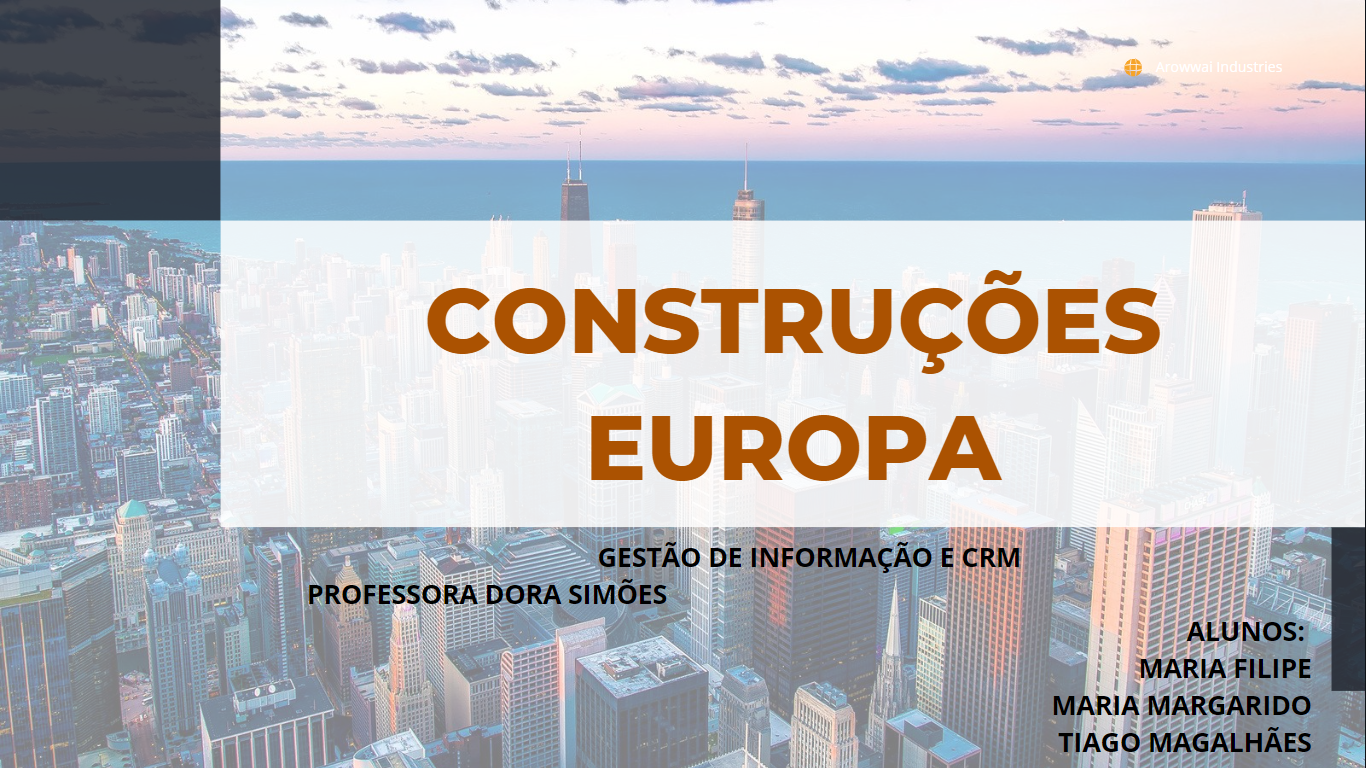 Arowwai Industries
CONSTRUÇÕES
EUROPA
GESTÃO DE INFORMAÇÃO E CRM
PROFESSORA DORA SIMÕES
ALUNOS:
MARIA FILIPE
MARIA MARGARIDO
TIAGO MAGALHÃES